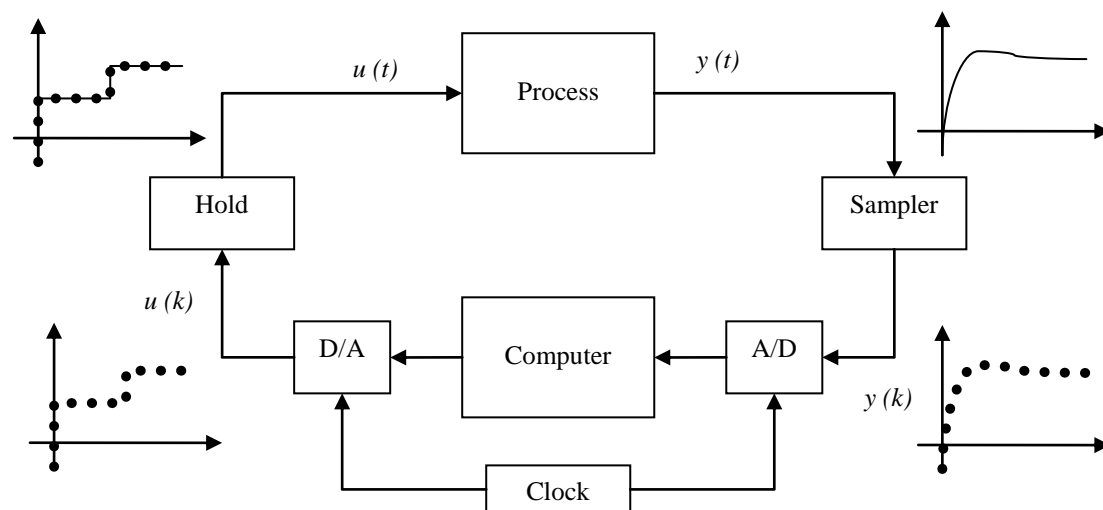 u (t)
y (t)
Process
Hold
Sampler
u (k)
D/A
Computer
A/D
y (k)
Clock